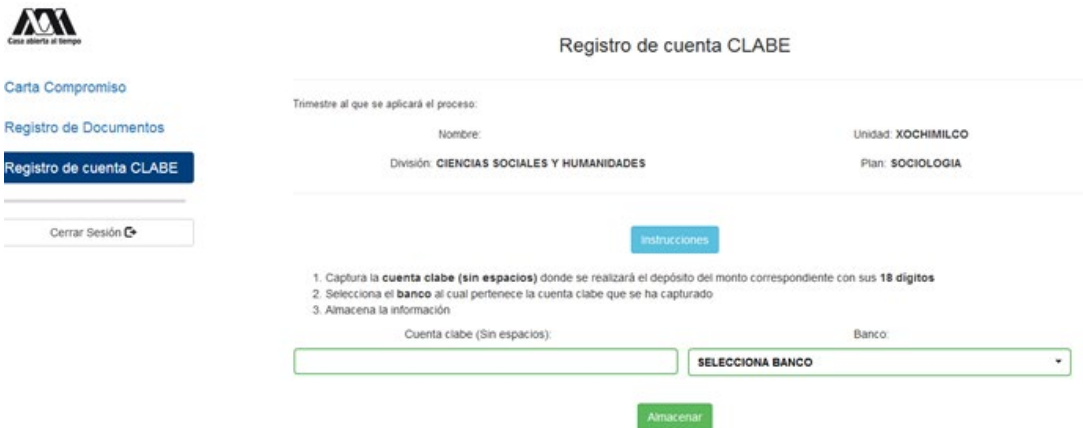 Casa abierta al tiempo
Carta Compromiso
Registro de Documentos
Registro de cuenta CLABE
Cerrar Sesión
Registro de cuenta CLABE
Trimestre al que se aplicará el proceso:
Nombre:
Unidad: XOCHIMILCO
División: CIENCIAS SOCIALES Y HUMANIDADES
Plan: SOCIOLOGIA
Instrucciones
1. Captura la cuenta clabe (sin espacios) donde se realizará el depósito del monto correspondiente con sus 18 dígitos
2. Selecciona el banco al cual pertenece la cuenta clabe que se ha capturado
3. Almacena la información
Cuenta clabe (Sin espacios):
Banco:
SELECCIONA BANCO
Almacenar